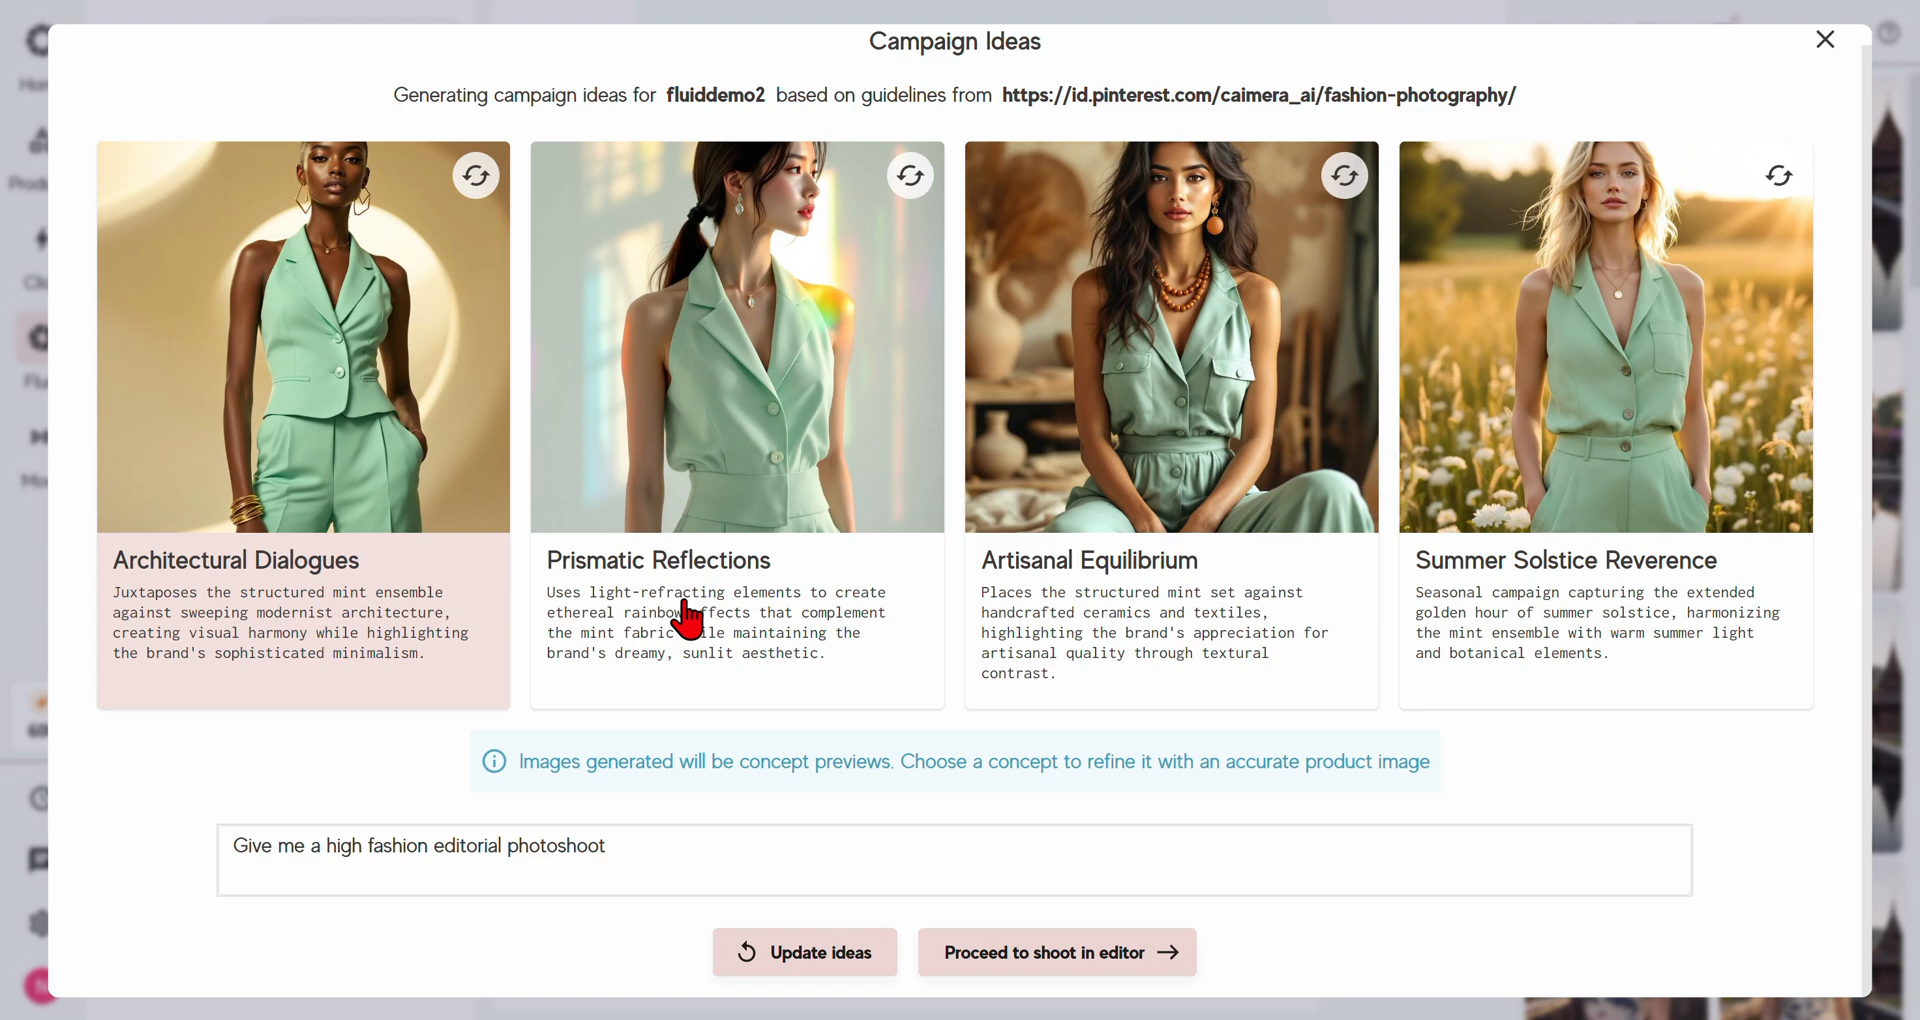 Campaign Ideas
Generating campaign ideas for fluiddemo2 based on guidelines from https://id.pinterest.com/caimera_ai/fashion-photography/
Architectural Dialogues
Juxtaposes the structured mint ensemble
against sweeping modernist architecture,
creating visual harmony while highlighting
the brand's sophisticated minimalism.
Prismatic Reflections
Uses light-refracting elements to create
ethereal rainbow effects that complement
the mint fabric while maintaining the
brand's dreamy, sunlit aesthetic.
Artisanal Equilibrium
Places the structured mint set against
handcrafted ceramics and textiles,
highlighting the brand's appreciation for
artisanal quality through textural
contrast.
Summer Solstice Reverence
Seasonal campaign capturing the extended
golden hour of summer solstice, harmonizing
the mint ensemble with warm summer light
and botanical elements.
Images generated will be concept previews. Choose a concept to refine it with an accurate product image
Give me a high fashion editorial photoshoot
Update ideas
Proceed to shoot in editor